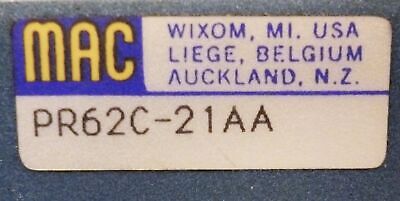 MAC
WIXOM, MI. USA
LIEGE, BELGIUM
AUCKLAND, N.Z.
PR62C-21AA